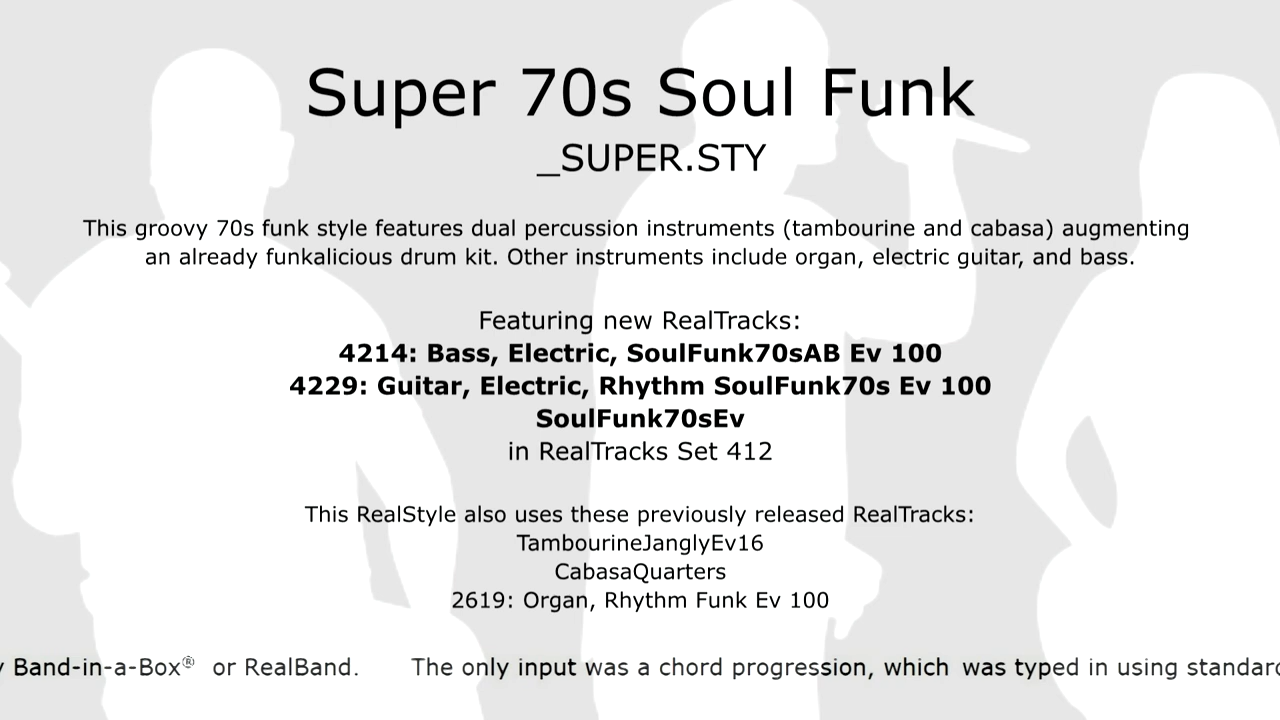 Super 70s Soul Funk
_SUPER.STY
This groovy 70s funk style features dual percussion instruments (tambourine and cabasa) augmenting
an already funkalicious drum kit. Other instruments include organ, electric guitar, and bass.
Featuring new RealTracks:
4214: Bass, Electric, SoulFunk70sAB Ev 100
4229: Guitar, Electric, Rhythm SoulFunk70s Ev 100
SoulFunk70sEv
in RealTracks Set 412
This RealStyle also uses these previously released RealTracks:
TambourineJanglyEv16
CabasaQuarters
2619: Organ, Rhythm Funk Ev 100
Band-in-a-Box® or RealBand. The only input was a chord progression, which was typed in using